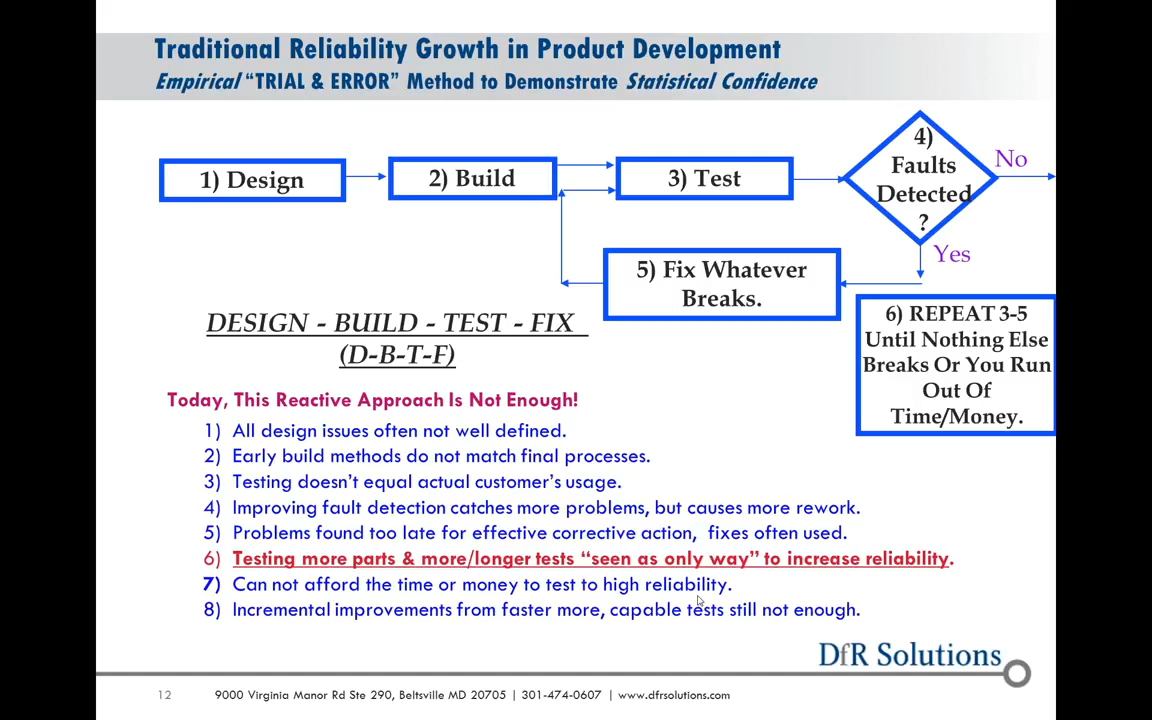 Traditional Reliability Growth in Product Development
Empirical “TRIAL & ERROR” Method to Demonstrate Statistical Confidence
1) Design
2) Build
3) Test
4)
Faults
Detected
?
No
Yes
5) Fix Whatever
Breaks.
6) REPEAT 3-5
Until Nothing Else
Breaks Or You Run
Out Of
Time/Money.
DESIGN - BUILD - TEST - FIX
(D-B-T-F)
Today, This Reactive Approach Is Not Enough!
1) All design issues often not well defined.
2) Early build methods do not match final processes.
3) Testing doesn’t equal actual customer’s usage.
4) Improving fault detection catches more problems, but causes more rework.
5) Problems found too late for effective corrective action, fixes often used.
6) Testing more parts & more/longer tests “seen as only way” to increase reliability.
7) Can not afford the time or money to test to high reliability.
8) Incremental improvements from faster more, capable tests still not enough.
DfR Solutions
12 9000 Virginia Manor Rd Ste 290, Beltsville MD 20705 | 301-474-0607 | www.dfrsolutions.com